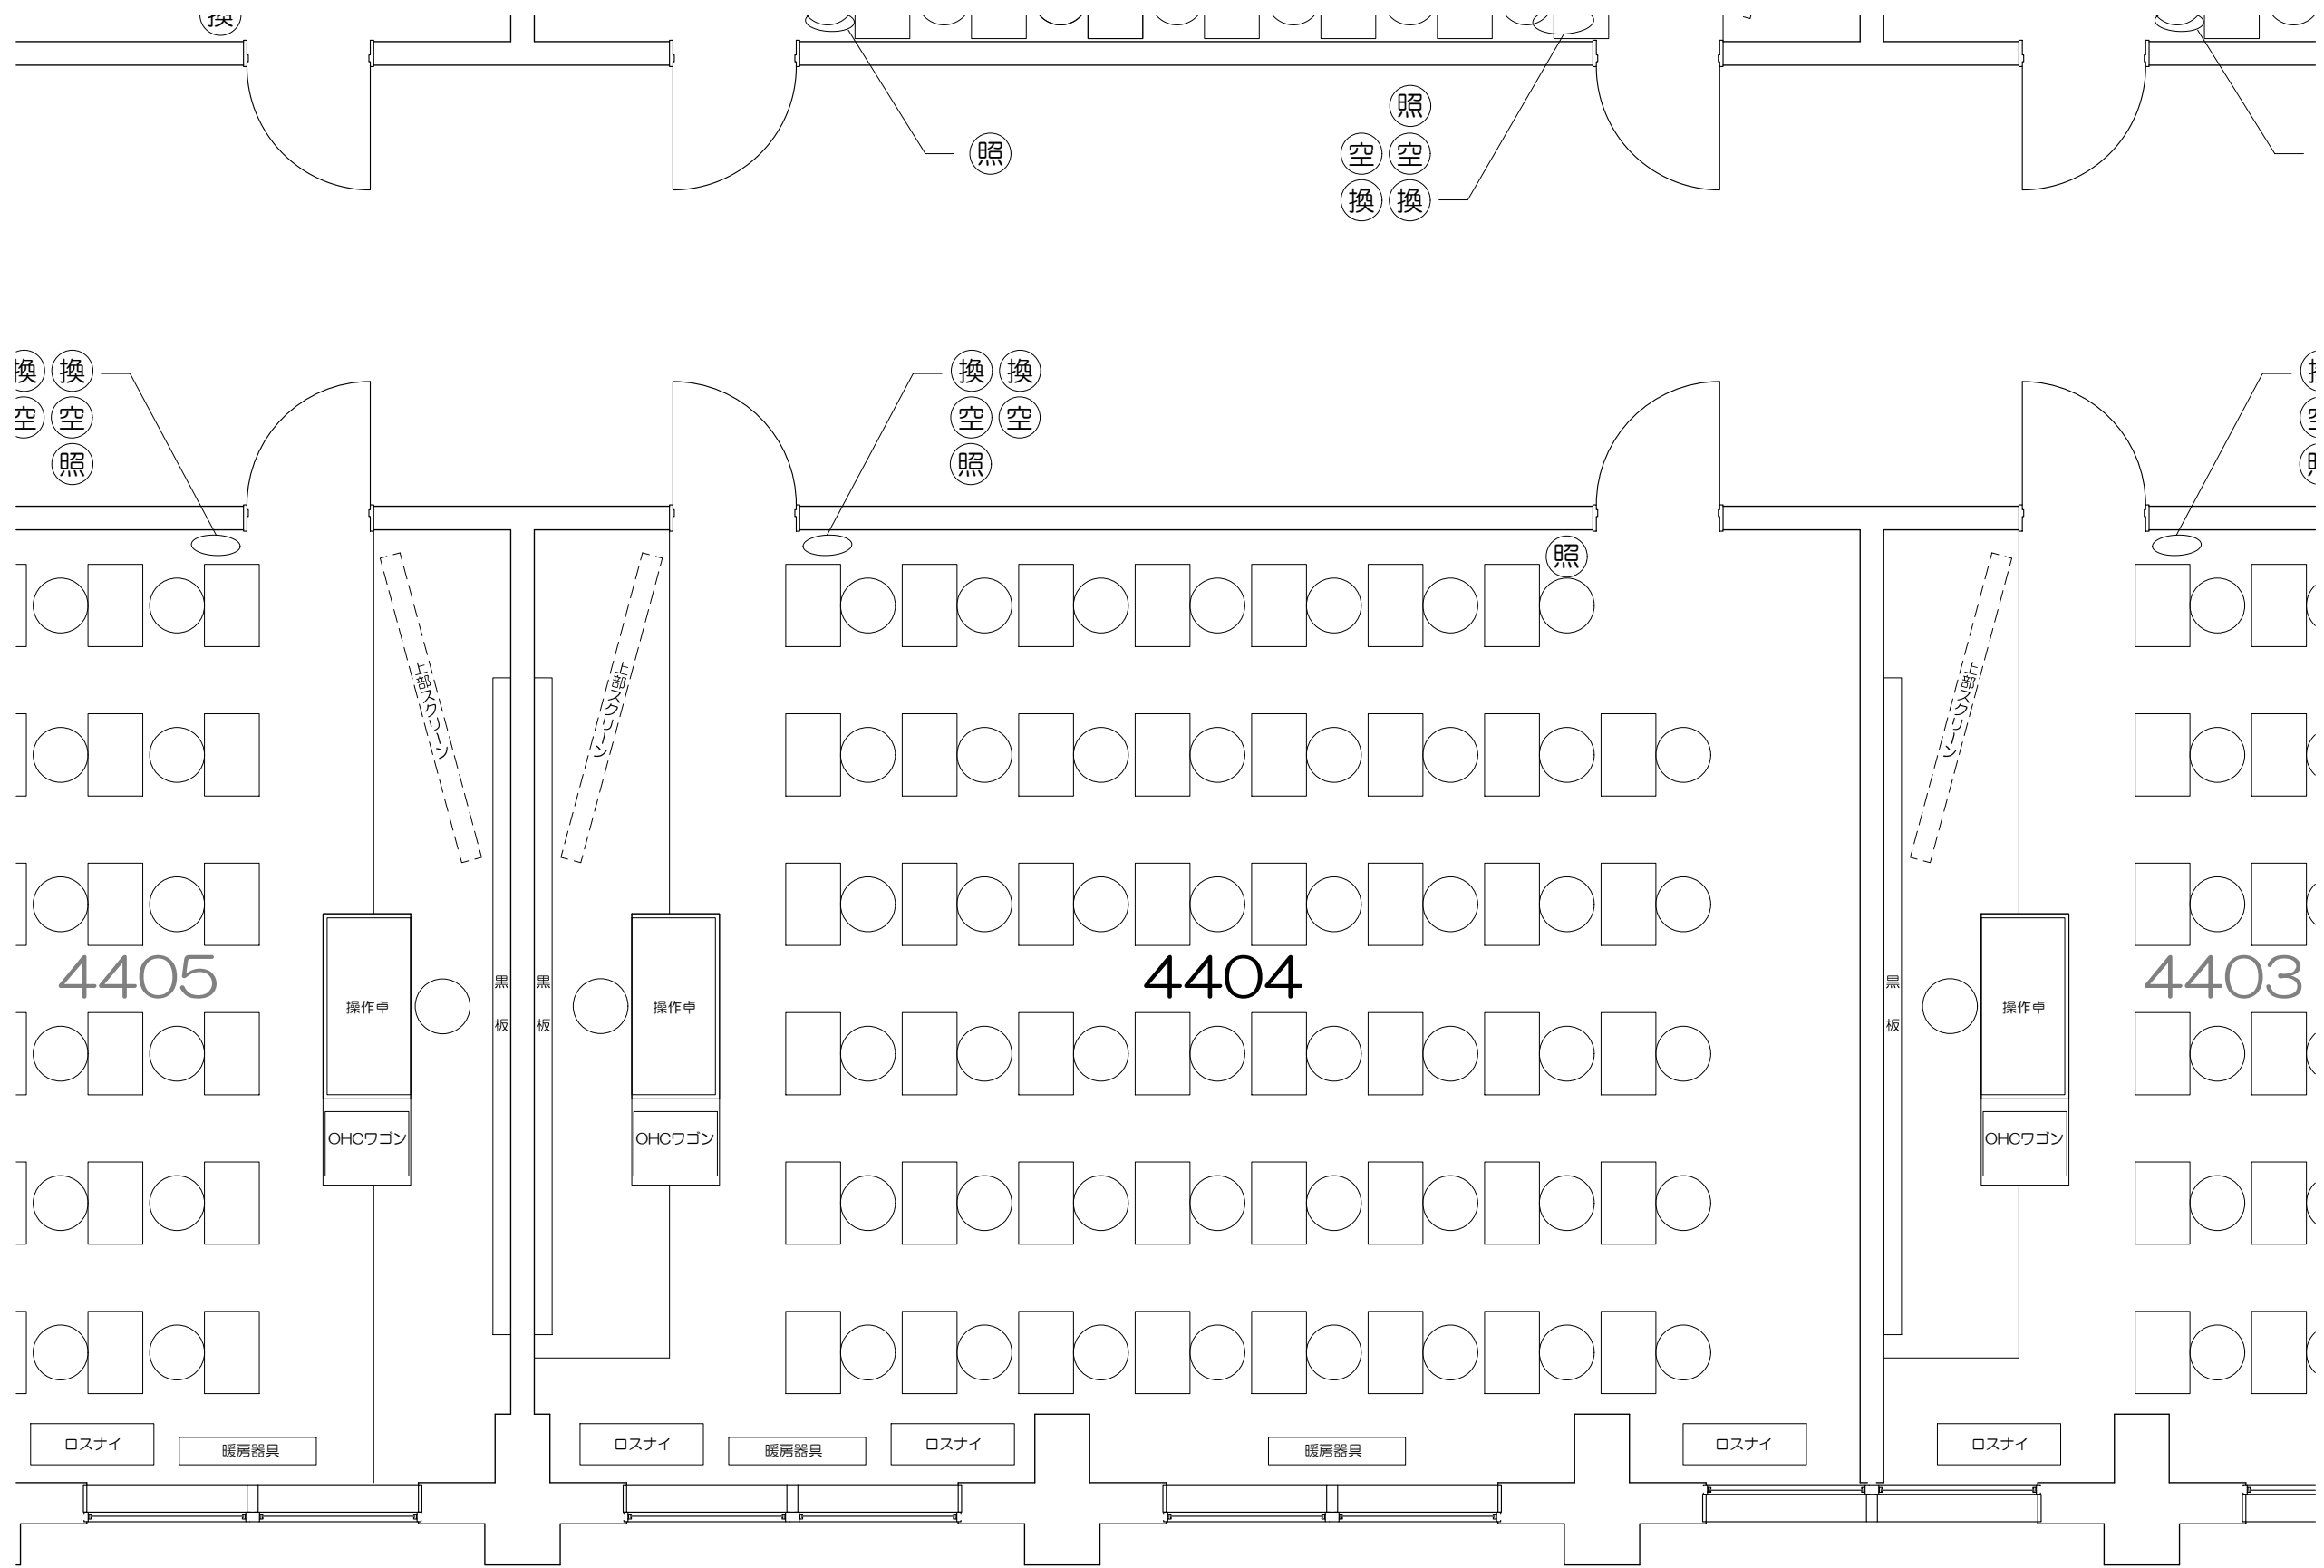 換
照
照
空 空
換 換
換 換
空 空
照
換 換
空 空
照
換
空
照
照
上部スクリーン
上部スクリーン
上部スクリーン
4405
4404
4403
黒板
黒板
黒板
操作卓
操作卓
操作卓
OHCワゴン
OHCワゴン
OHCワゴン
ロスナイ
暖房器具
ロスナイ
暖房器具
ロスナイ
暖房器具
ロスナイ
ロスナイ